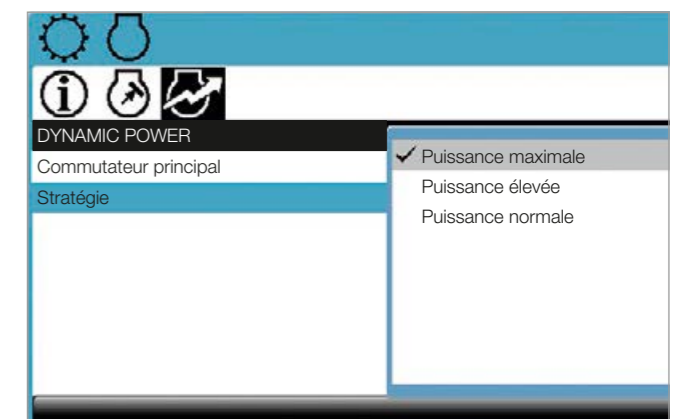 DYNAMIC POWER
Commutateur principal
Stratégie
Puissance maximale
Puissance élevée
Puissance normale